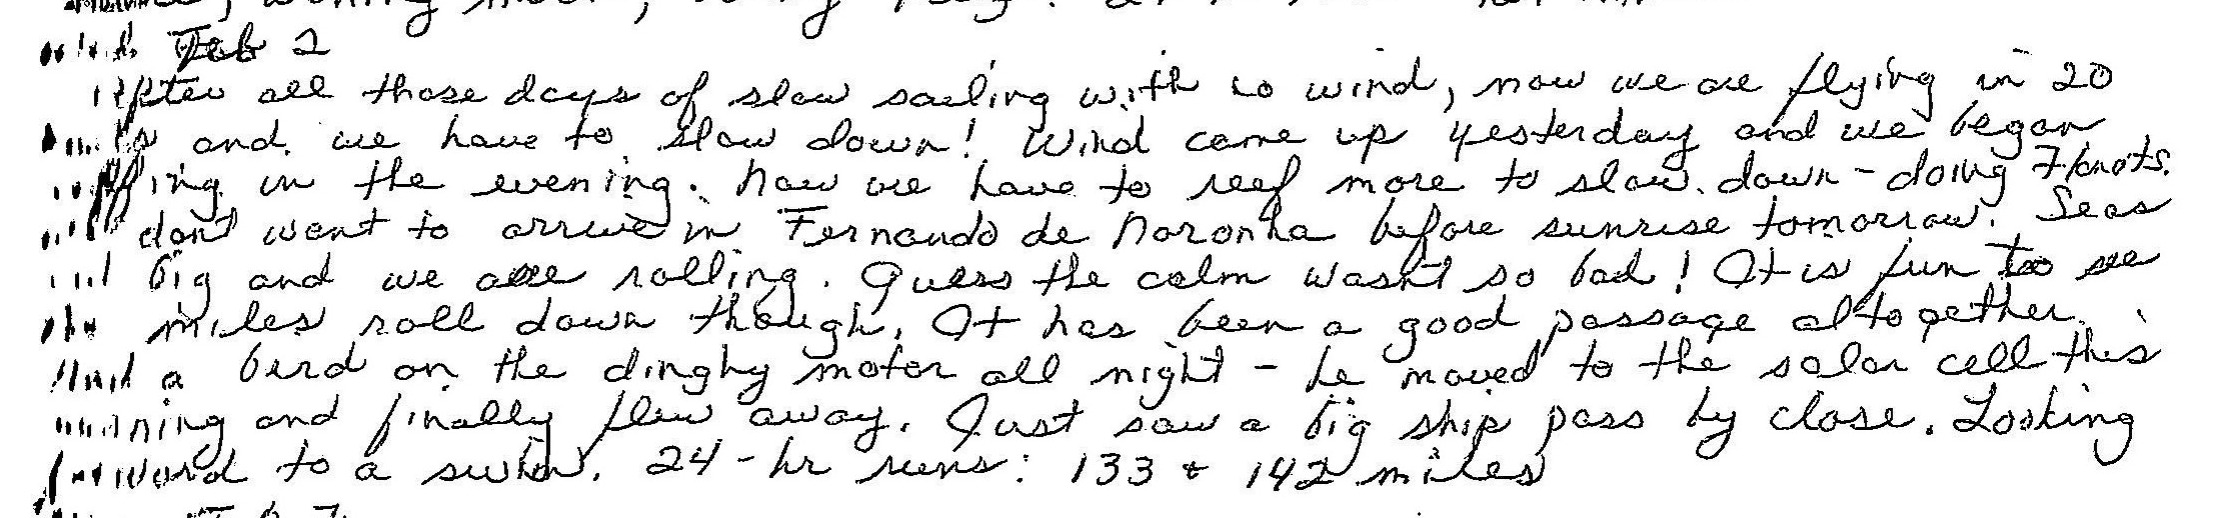 Feb 2
After all those days of slow sailing with no wind, now we are flying in 20
knots and we have to slow down! Wind came up yesterday and we began
reefing in the evening. Now we have to reef more to slow down - doing 7 knots.
don't want to arrive in Fernando de Noronha before sunrise tomorrow. Seas
big and we are rolling. Guess the calm wasn't so bad! It is fun to see
the miles roll down though. It has been a good passage altogether.
Had a bird on the dinghy motor all night - he moved to the solar cell this
morning and finally flew away. Just saw a big ship pass by close. Looking
forward to a swim. 24-hr runs: 133 & 142 miles